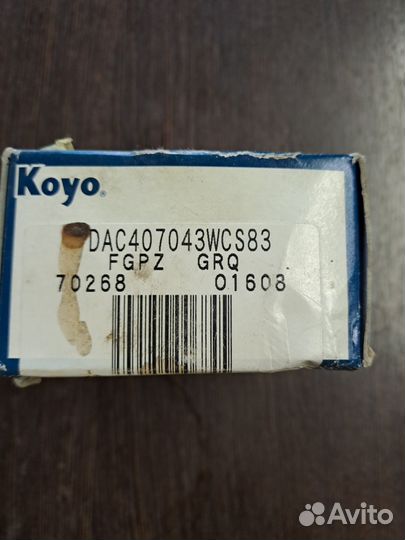 Koyo
DAC407043WCS83
FGPZ GRQ
70268 01608
Avito